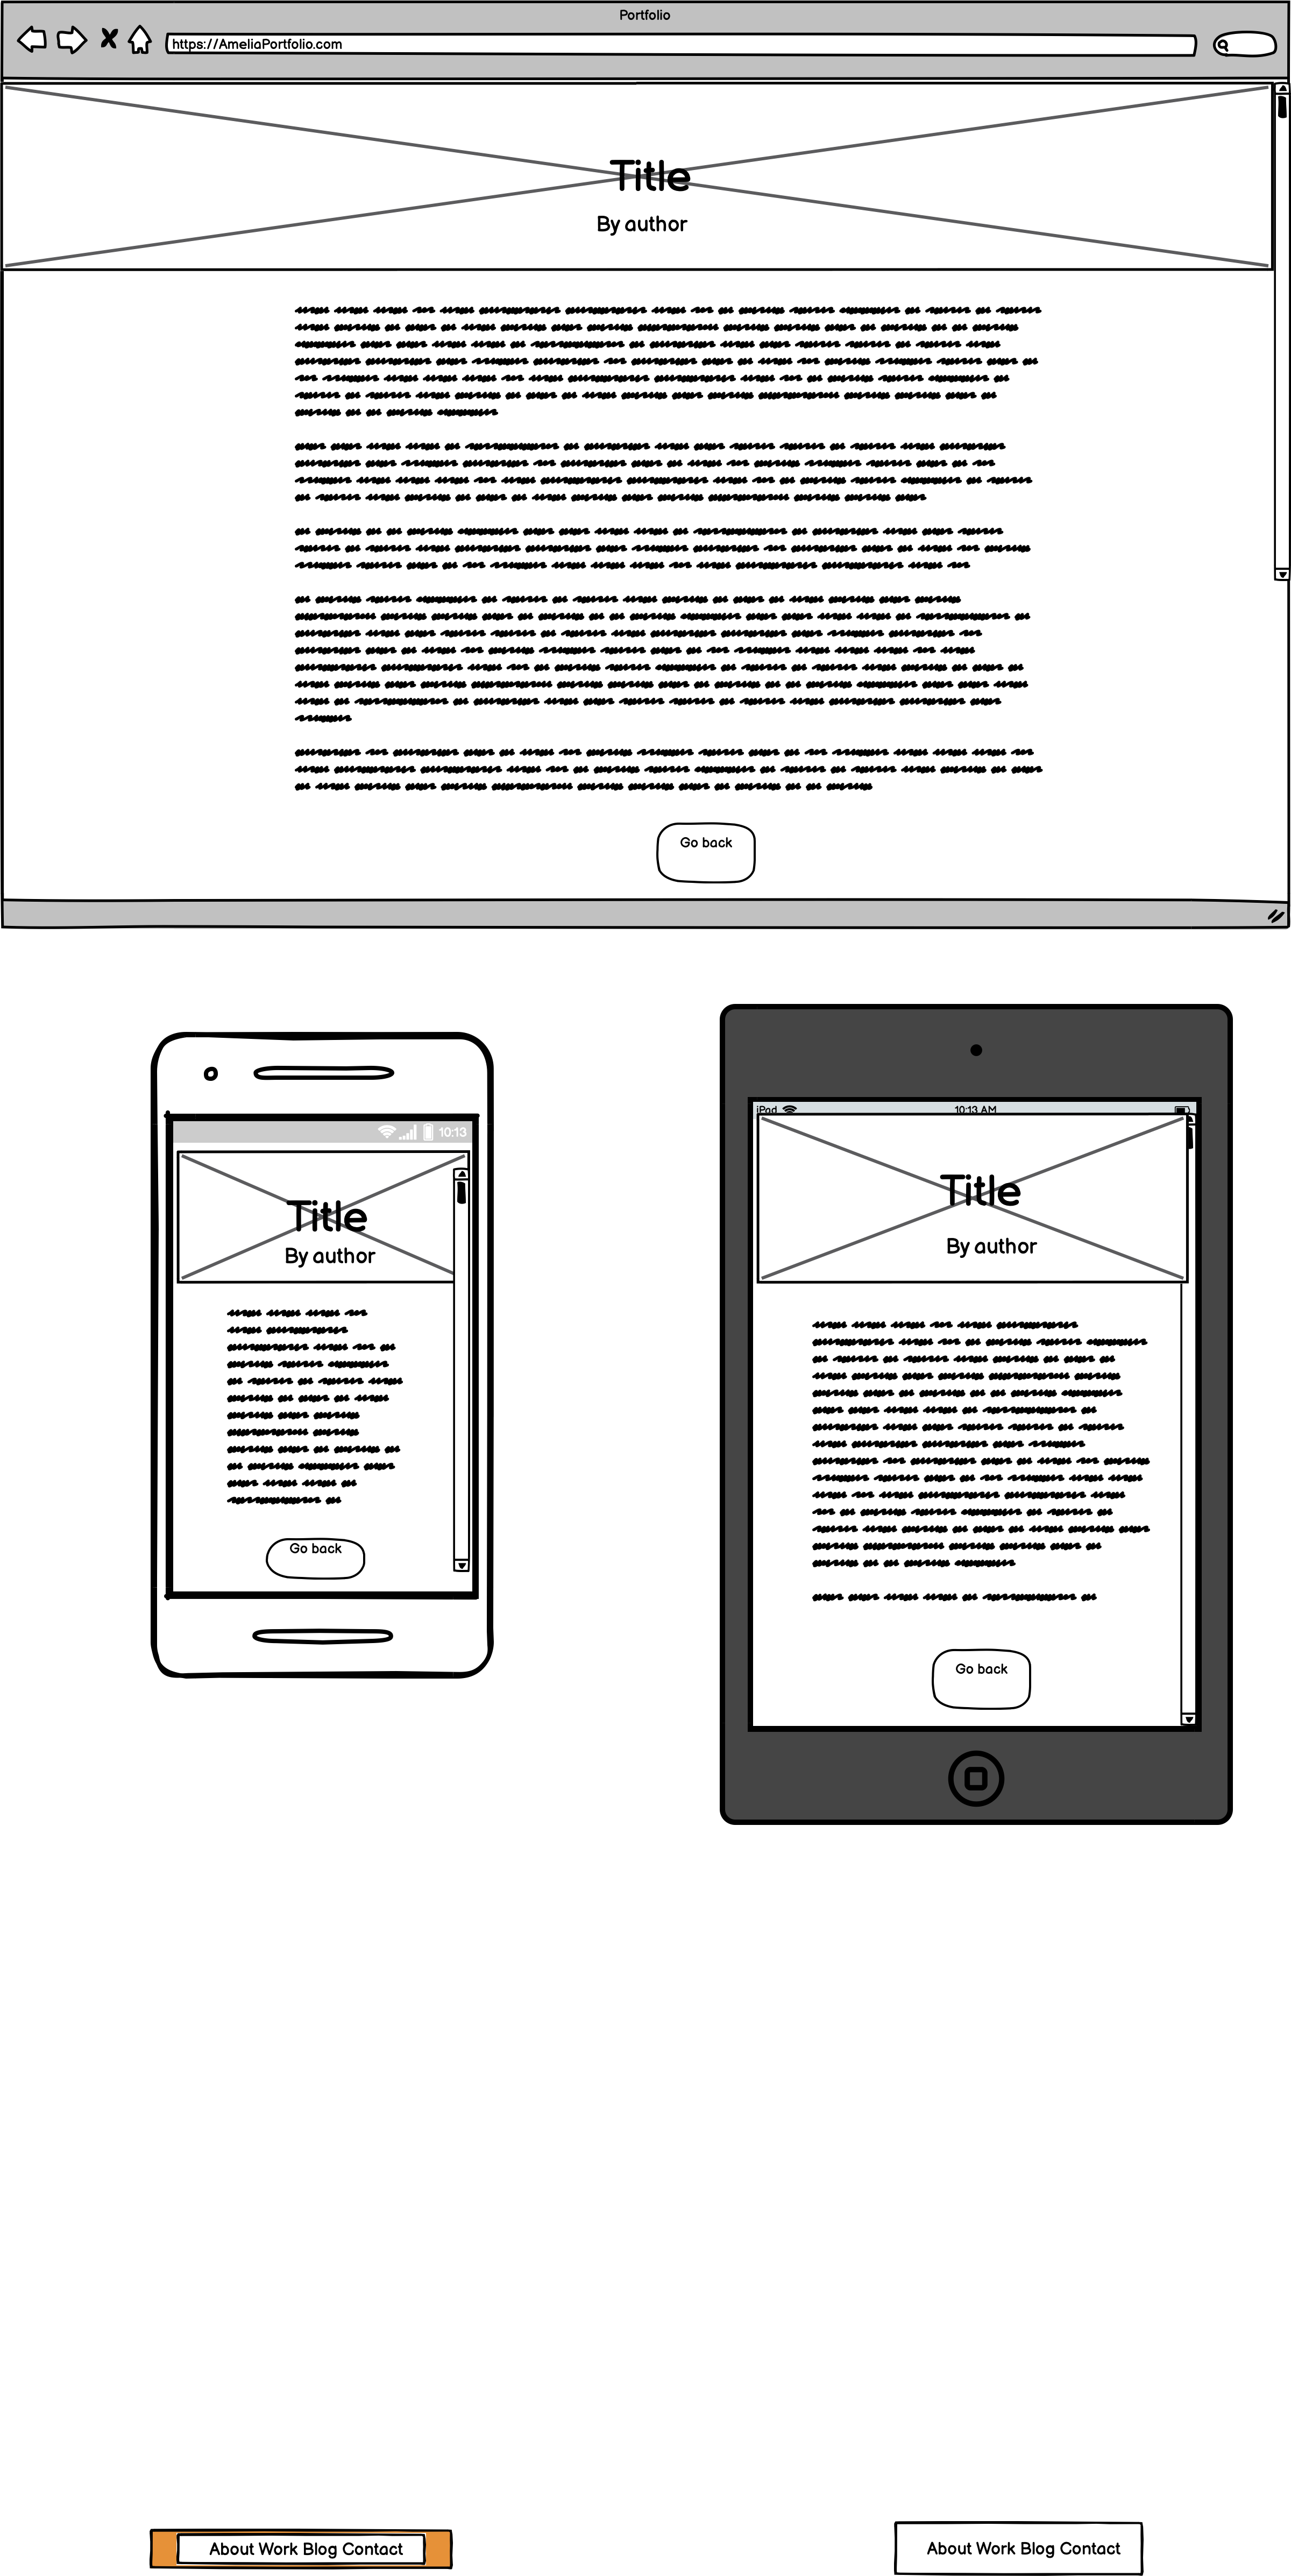 Portfolio
https://AmeliaPortfolio.com
Title
By author
Go back
10:13
Title
By author
Go back
iPad 10:13 AM
Title
By author
Go back
About Work Blog Contact
About Work Blog Contact